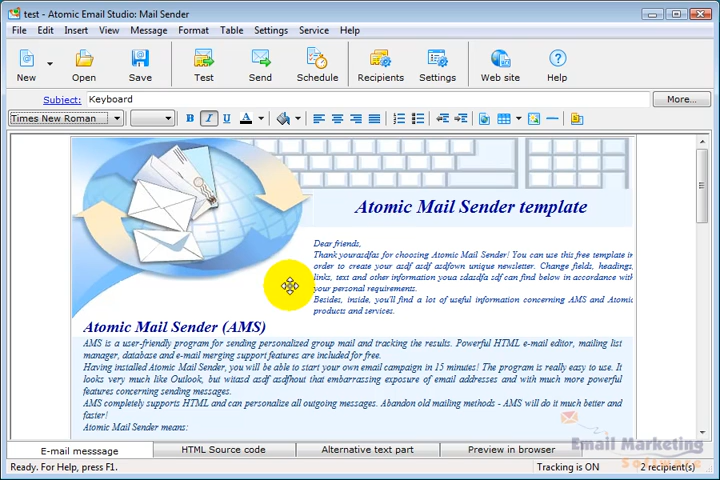 test - Atomic Email Studio: Mail Sender
File Edit Insert View Message Format Table Settings Service Help
New Open Save Test Send Schedule Recipients Settings Web site Help
Subject: Keyboard More...
Times New Roman B I U A
Atomic Mail Sender template
Dear friends,
Thank yourasdfas for choosing Atomic Mail Sender! You can use this free template in
order to create your asdf asdf asdfown unique newsletter. Change fields, headings,
links, text and other information youa sdasdfa sdf can find below in accordance with
your personal requirements.
Besides, inside, you'll find a lot of useful information concerning AMS and Atomic
products and services.
Atomic Mail Sender (AMS)
AMS is a user-friendly program for sending personalized group mail and tracking the results. Powerful HTML e-mail editor, mailing list
manager, database and e-mail merging support features are included for free.
Having installed Atomic Mail Sender, you will be able to start your own email campaign in 15 minutes! The program is really easy to use. It
looks very much like Outlook, but witasd asdf asdfhout that embarrassing exposure of email addresses and with much more powerful
features concerning sending messages.
AMS completely supports HTML and can personalize all outgoing messages. Abandon old mailing methods - AMS will do it much better and
faster!
Atomic Mail Sender means:
Email Marketing
Software
E-mail messsage HTML Source code Alternative text part Preview in browser
Ready. For Help, press F1. Tracking is ON 2 recipient(s)